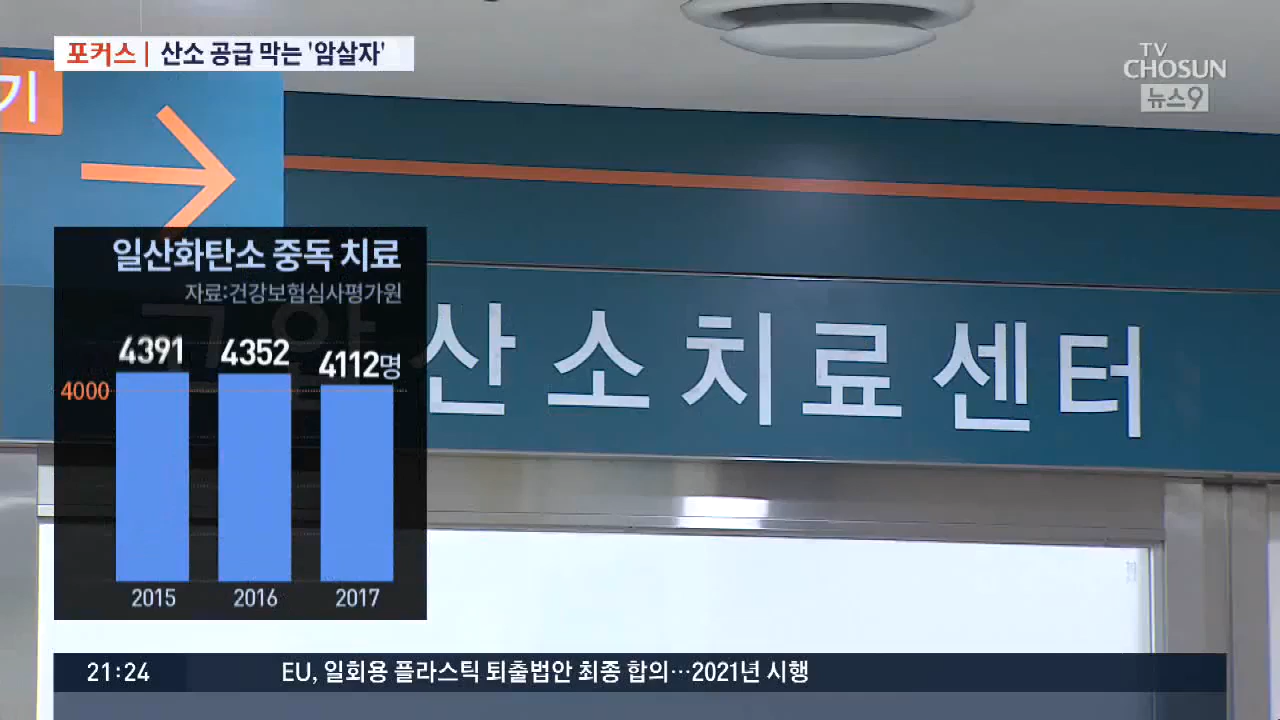 포커스 | 산소 공급 막는 '암살자'
TV
CHOSUN
뉴스9
기
일산화탄소 중독 치료
자료:건강보험심사평가원
4391
4352
4112명
4000
2015
2016
2017
고압산소치료센터
21:24
EU, 일회용 플라스틱 퇴출법안 최종 합의…2021년 시행